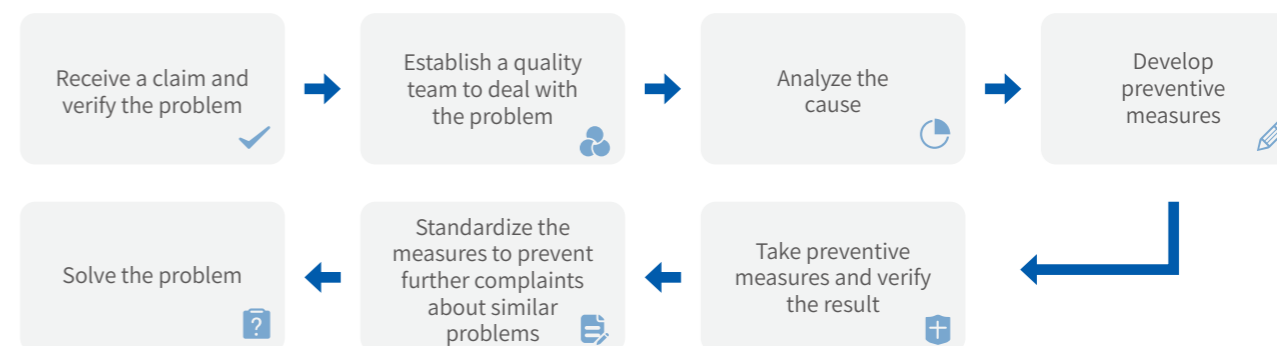 Receive a claim and
verify the problem
Establish a quality
team to deal with
the problem
Analyze the
cause
Develop
preventive
measures
Solve the problem
Standardize the
measures to prevent
further complaints
about similar
problems
Take preventive
measures and verify
the result